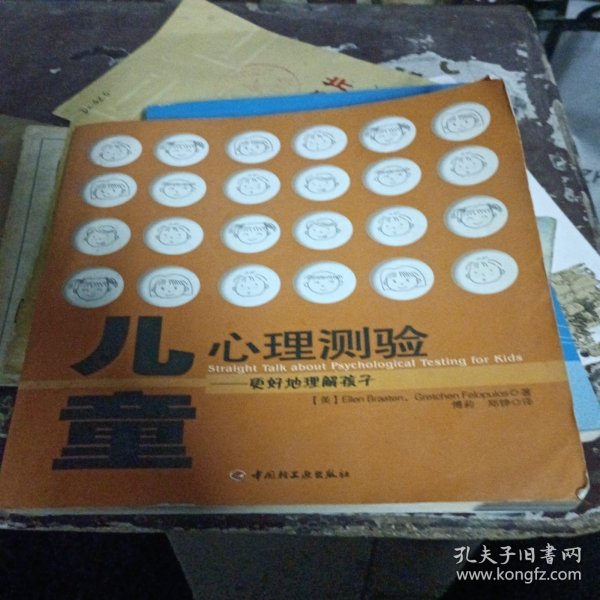 儿童
心理测验
Straight Talk about Psychological Testing for Kids
——更好地理解孩子
[美] Ellen Braaten, Gretchen Felopulos◎著
傅莉 郑铮◎译
中国轻工业出版社
孔夫子旧书网
www.kongfz.com